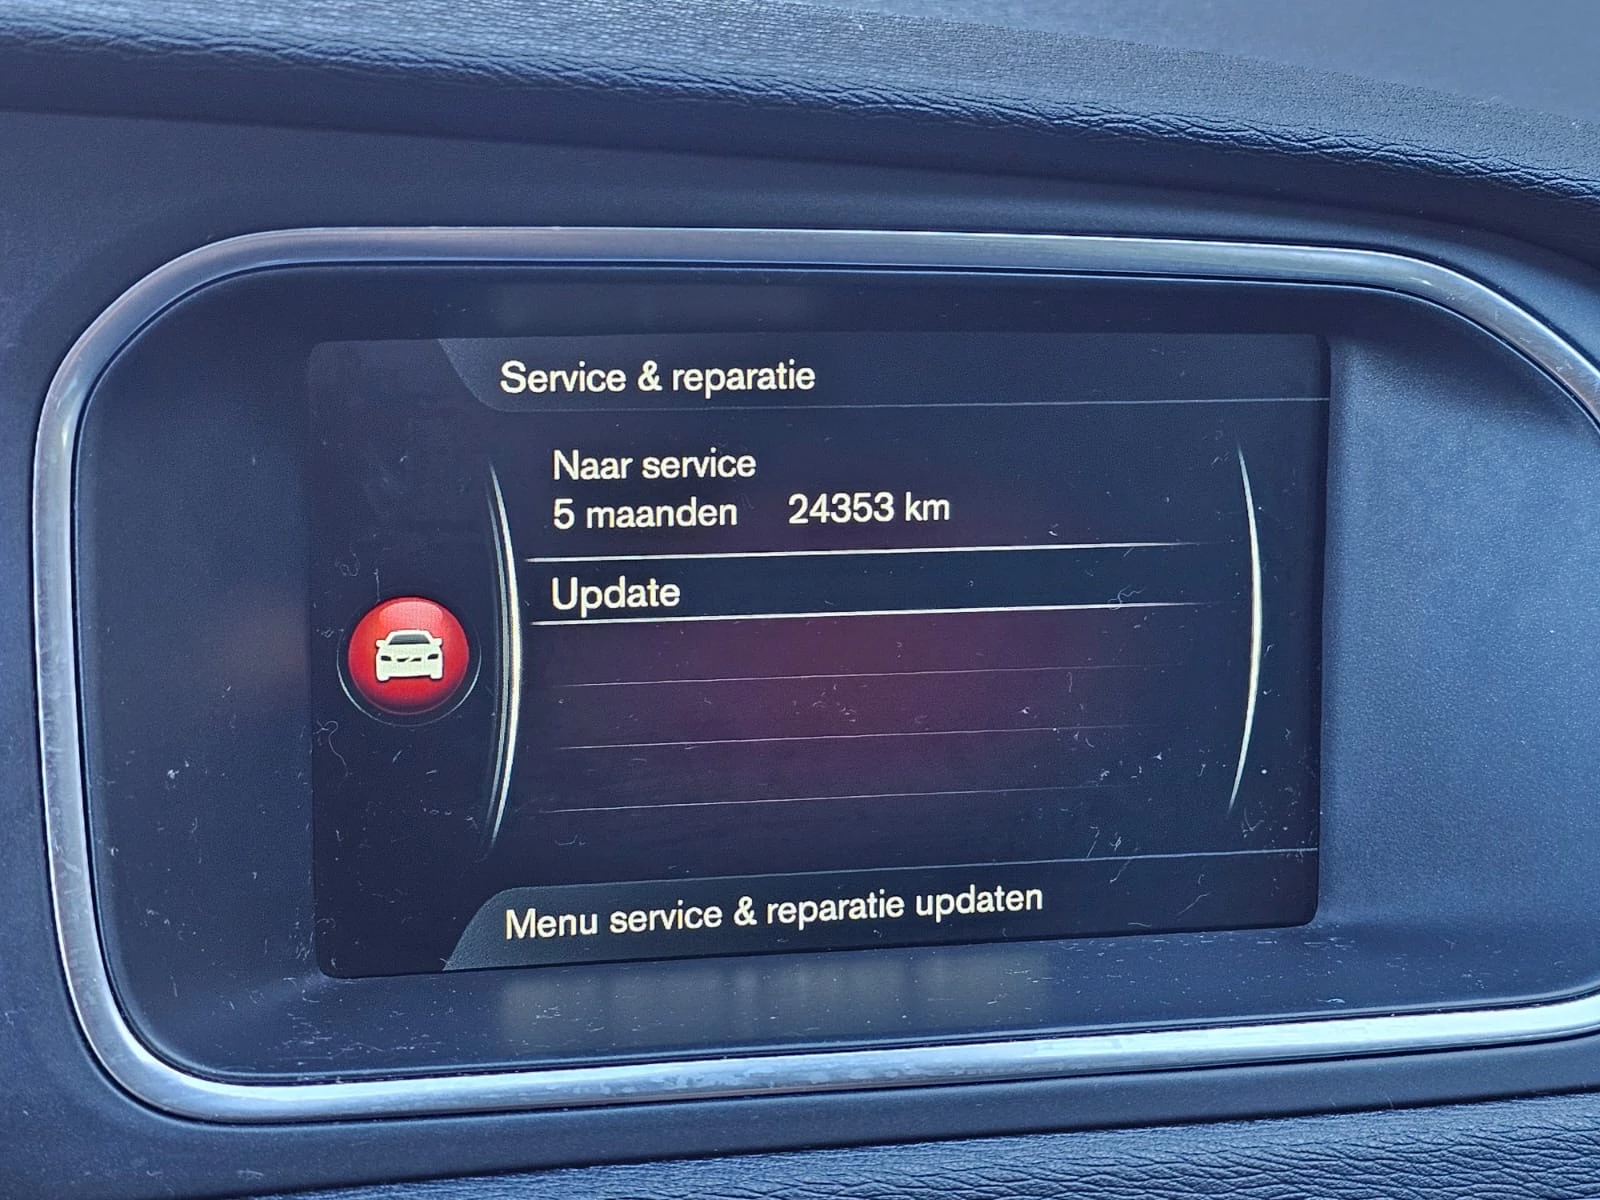 Service & reparatie
Naar service
5 maanden 24353 km
Update
Menu service & reparatie updaten